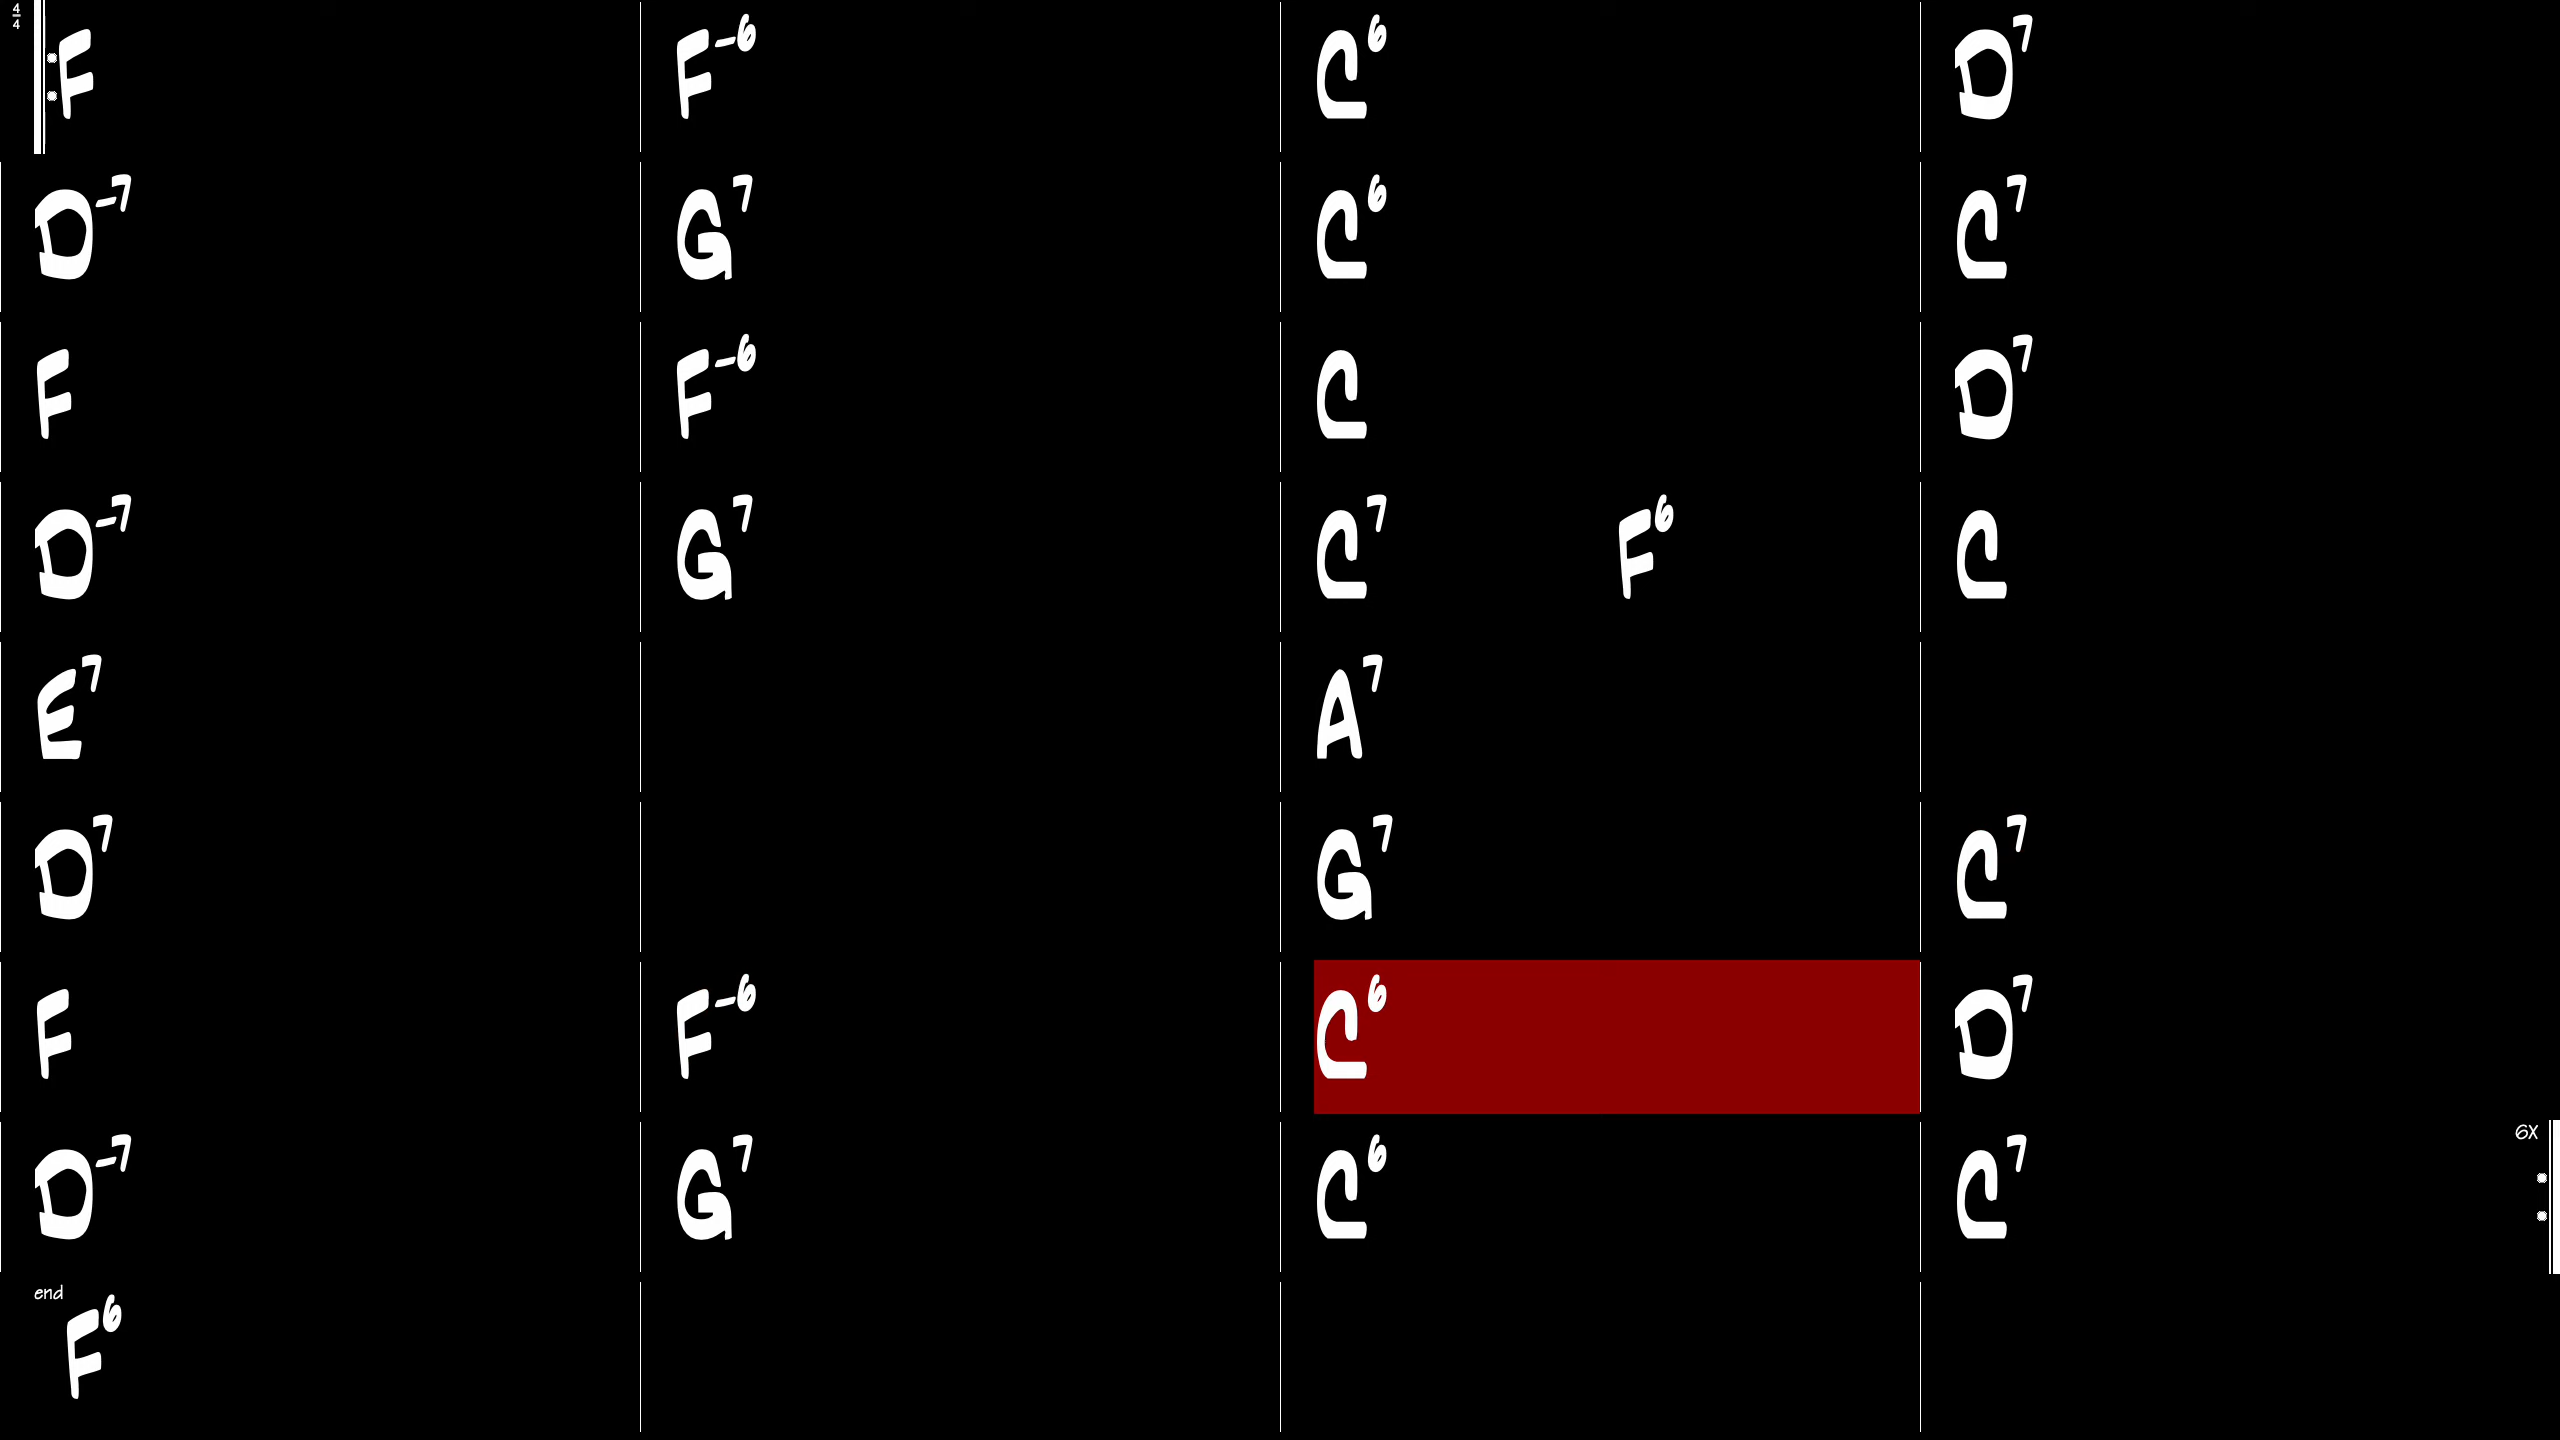 4/4 F F-6 C6 D7
D-7 G7 C6 C7
F F-6 C D7
D-7 G7 C7 F6 C
E7 A7
D7 G7 C7
F F-6 C6 D7
D-7 G7 C6 C7 6x
end F6